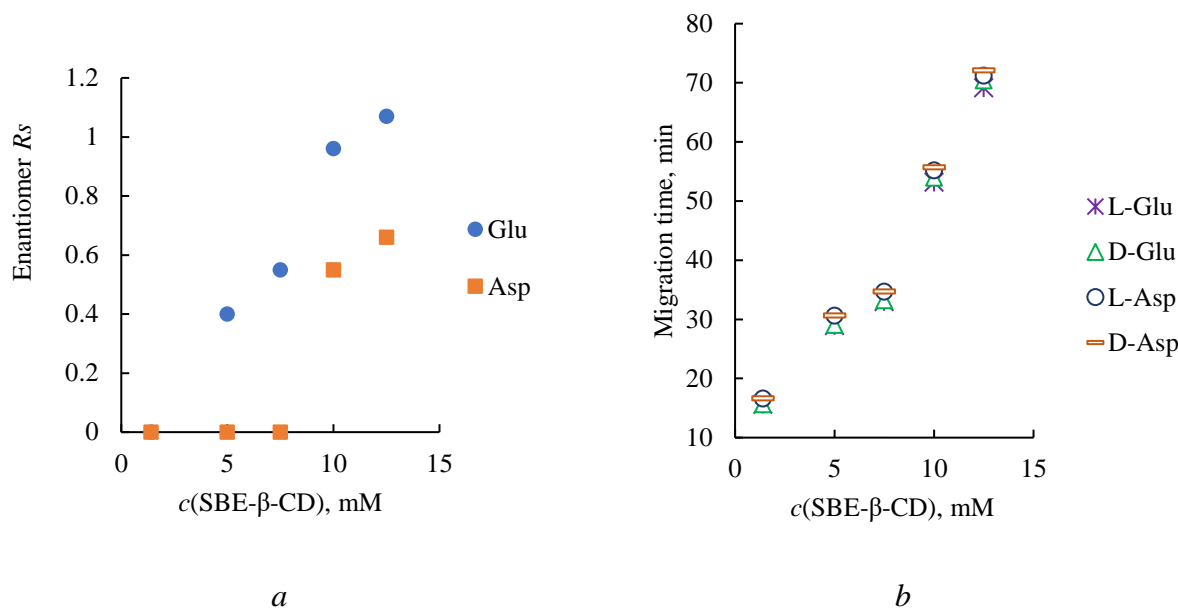 Enantiomer Rs
1.2
1
0.8
0.6
0.4
0.2
0
0
5
10
15
c(SBE-β-CD), mM
Glu
Asp
a
Migration time, min
80
70
60
50
40
30
20
10
0
5
10
15
c(SBE-β-CD), mM
L-Glu
D-Glu
L-Asp
D-Asp
b